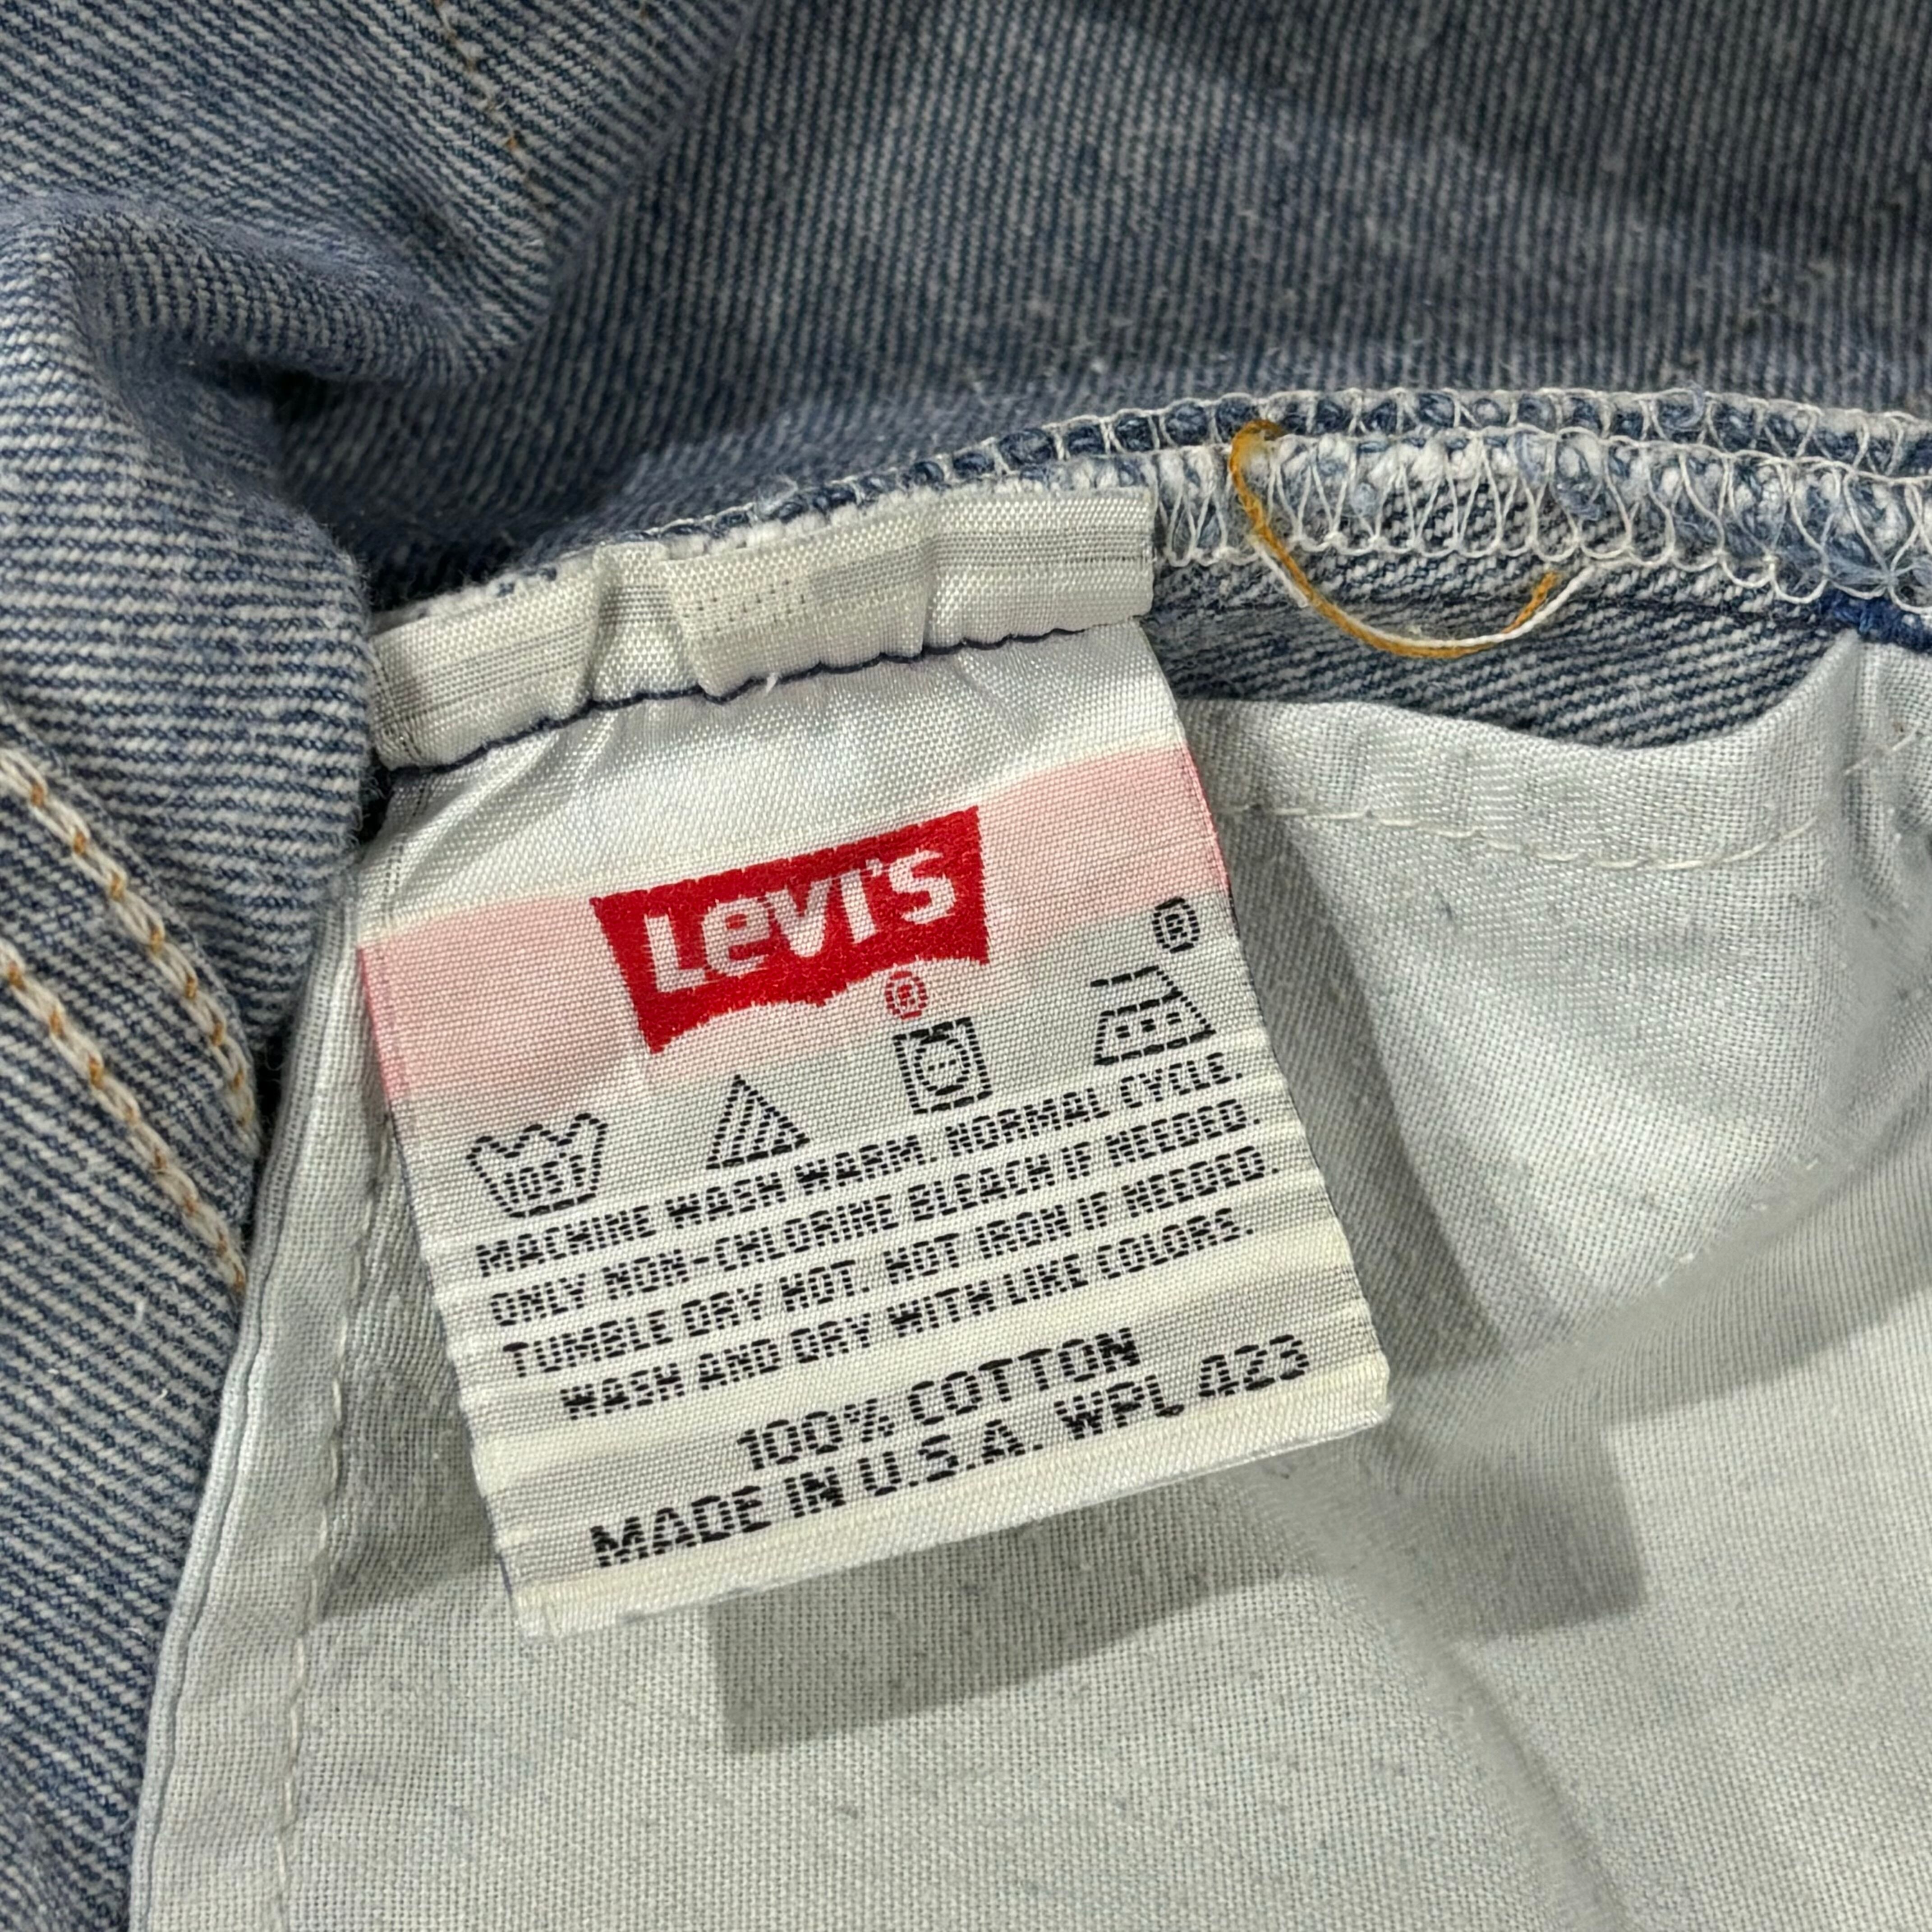 Levi's
®
®
105F
MACHINE WASH WARM. NORMAL CYCLE.
ONLY NON-CHLORINE BLEACH IF NEEDED.
TUMBLE DRY HOT. HOT IRON IF NEEDED.
WASH AND DRY WITH LIKE COLORS.
100% COTTON
MADE IN U.S.A. WPL 423